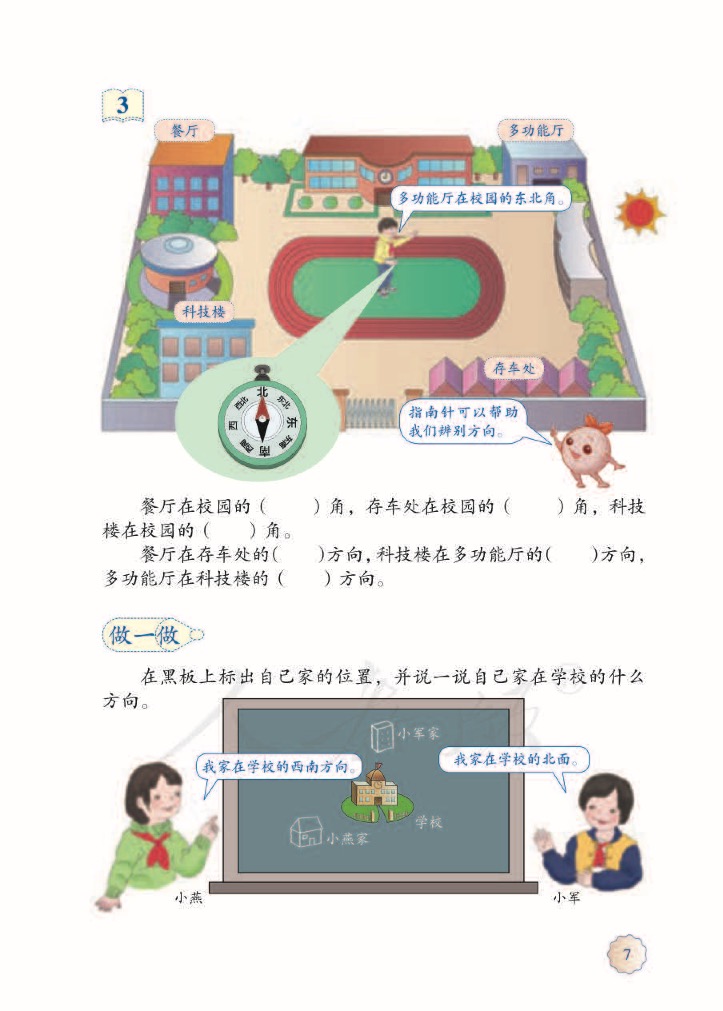 3
餐厅
多功能厅
多功能厅在校园的东北角。
科技楼
存车处
北
东北
东
东南
南
西南
西
西北
指南针可以帮助
我们辨别方向。
餐厅在校园的（　　）角，存车处在校园的（　　）角，科技
楼在校园的（　　）角。
餐厅在存车处的(　　)方向，科技楼在多功能厅的(　　)方向，
多功能厅在科技楼的（　　）方向。
做一做
在黑板上标出自己家的位置，并说一说自己家在学校的什么
方向。
小军家
我家在学校的西南方向。
我家在学校的北面。
学校
小燕家
小燕
小军
7